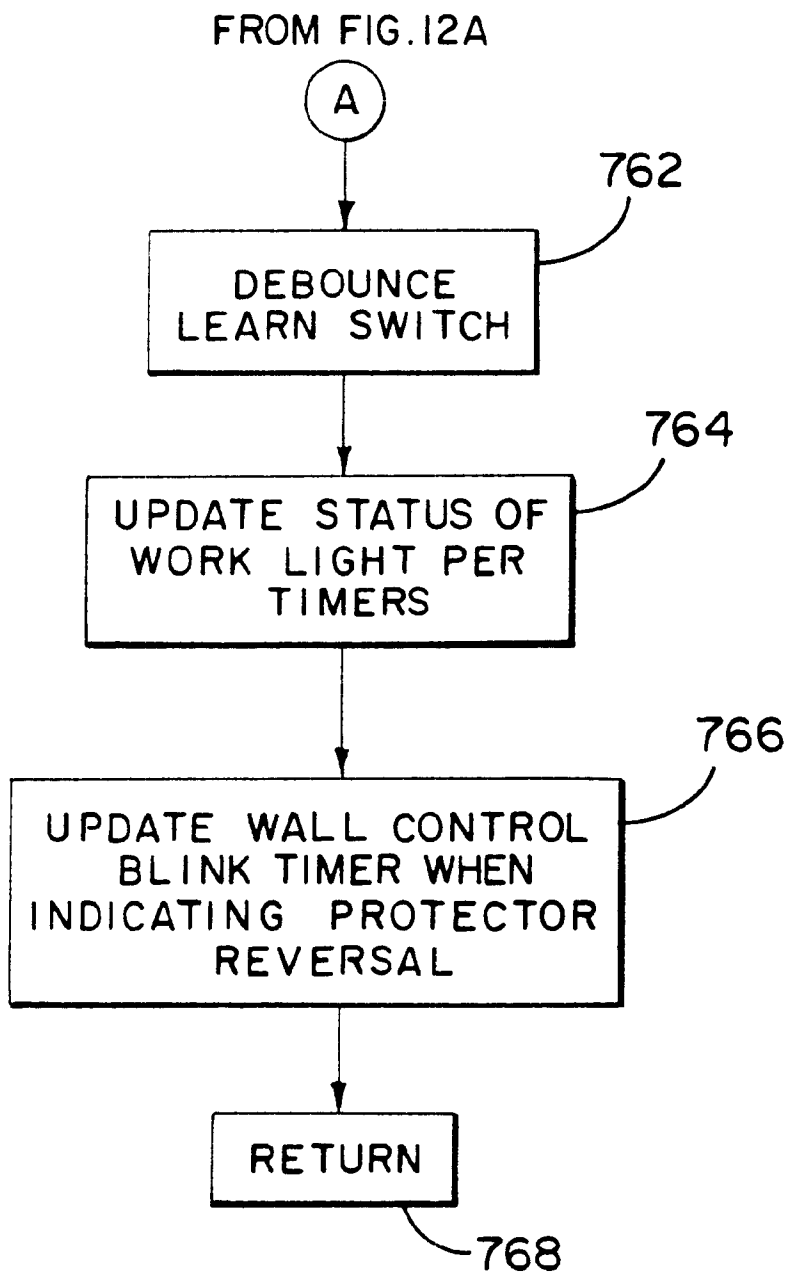 FROM FIG.12A
A
762
DEBOUNCE
LEARN SWITCH
764
UPDATE STATUS OF
WORK LIGHT PER
TIMERS
766
UPDATE WALL CONTROL
BLINK TIMER WHEN
INDICATING PROTECTOR
REVERSAL
RETURN
768